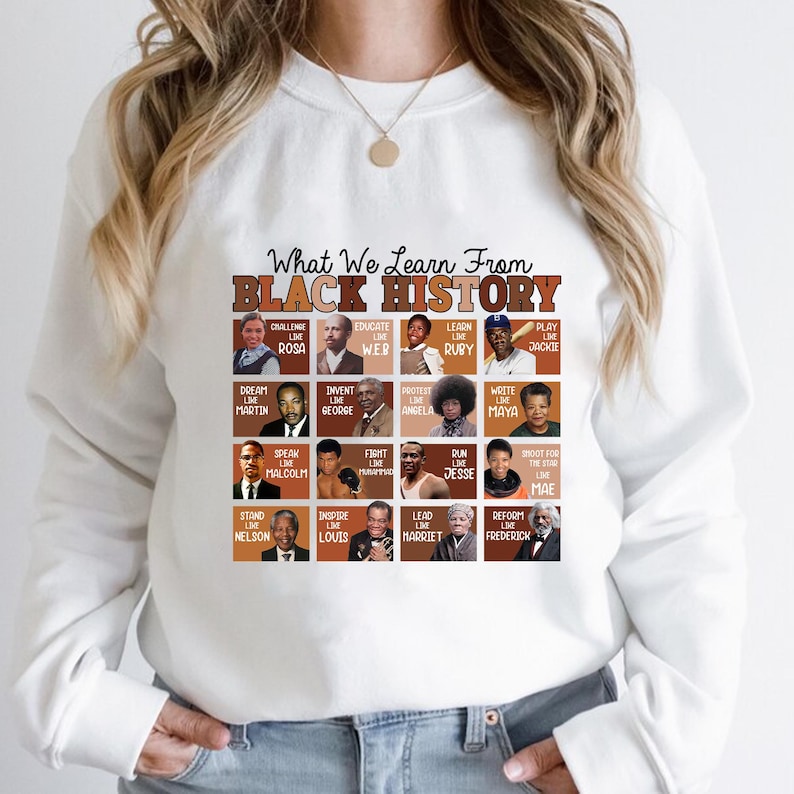 What We Learn From
BLACK HISTORY
CHALLENGE
LIKE
ROSA
EDUCATE
LIKE
W.E.B
LEARN
LIKE
RUBY
PLAY
LIKE
JACKIE
DREAM
LIKE
MARTIN
INVENT
LIKE
GEORGE
PROTEST
LIKE
ANGELA
WRITE
LIKE
MAYA
SPEAK
LIKE
MALCOLM
FIGHT
LIKE
MUHAMMAD
RUN
LIKE
JESSE
SHOOT FOR
THE STAR
LIKE
MAE
STAND
LIKE
NELSON
INSPIRE
LIKE
LOUIS
LEAD
LIKE
HARRIET
REFORM
LIKE
FREDERICK